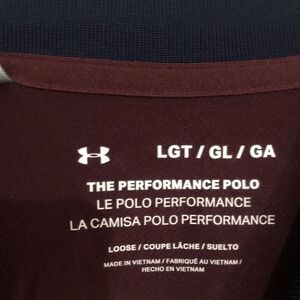 LGT / GL / GA
THE PERFORMANCE POLO
LE POLO PERFORMANCE
LA CAMISA POLO PERFORMANCE
LOOSE / COUPE LÂCHE / SUELTO
MADE IN VIETNAM / FABRIQUÉ AU VIETNAM /
HECHO EN VIETNAM